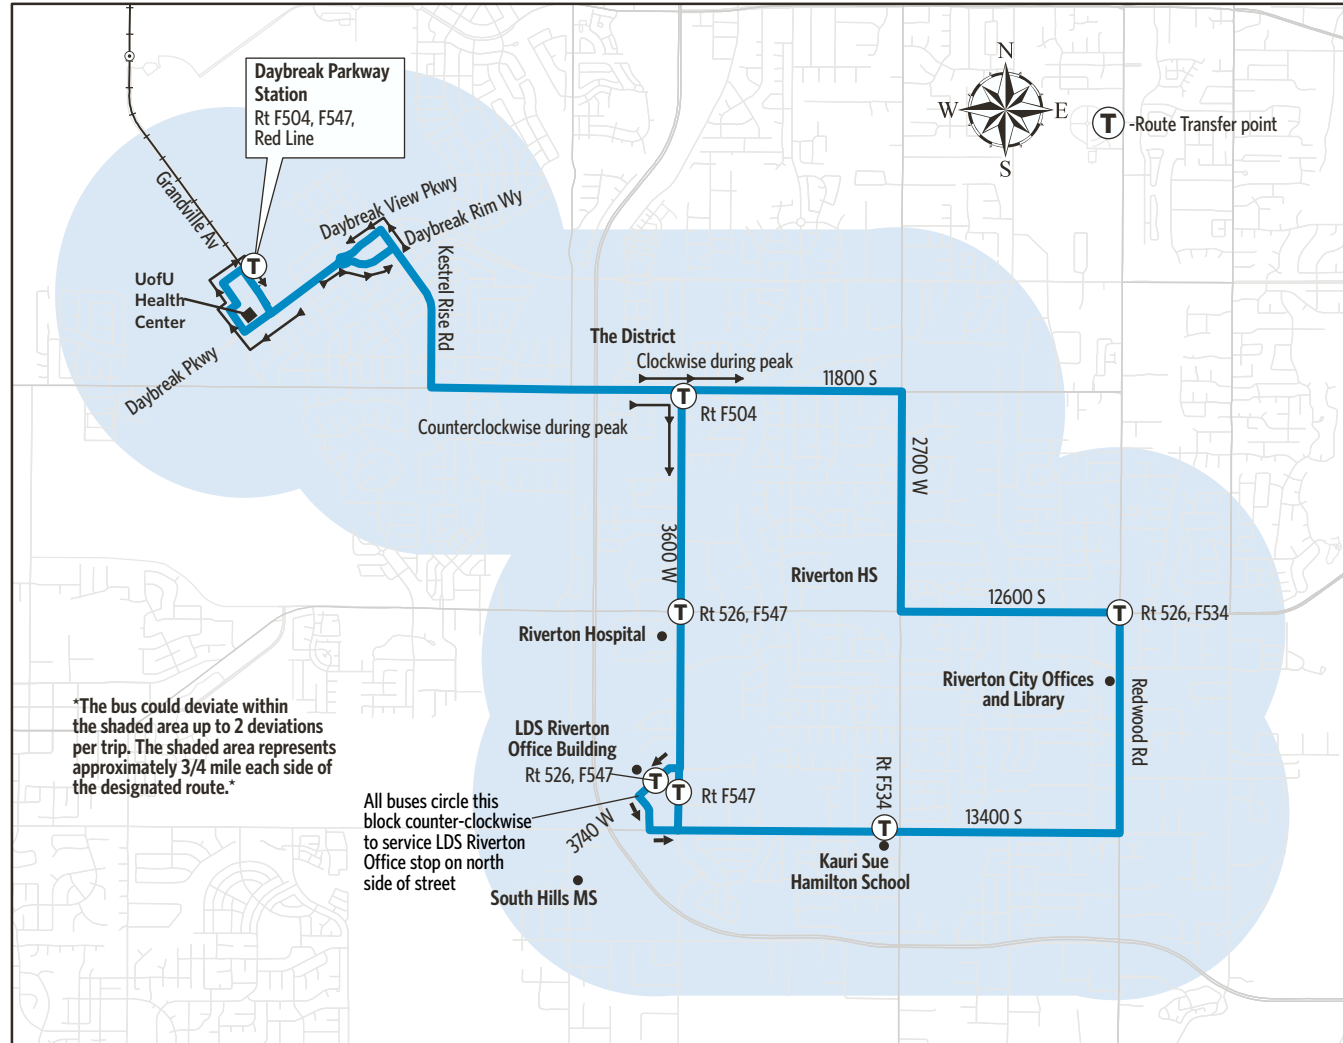 Daybreak Parkway
Station
Rt F504, F547,
Red Line
N
W
E
S
T
-Route Transfer point
Grandville Av
T
Daybreak View Pkwy
Daybreak Rim Wy
UofU
Health
Center
Kestrel Rise Rd
Daybreak Pkwy
The District
Clockwise during peak
11800 S
T
Rt F504
Counterclockwise during peak
2700 W
3600 W
Riverton HS
12600 S
T
Rt 526, F547
T
Rt 526, F534
Riverton Hospital
Riverton City Offices
and Library
Redwood Rd
*The bus could deviate within
the shaded area up to 2 deviations
per trip. The shaded area represents
approximately 3/4 mile each side of
the designated route.*
LDS Riverton
Office Building
Rt 526, F547
T
T
Rt F547
Rt F534
All buses circle this
block counter-clockwise
to service LDS Riverton
Office stop on north
side of street
3740 W
T
13400 S
Kauri Sue
Hamilton School
South Hills MS